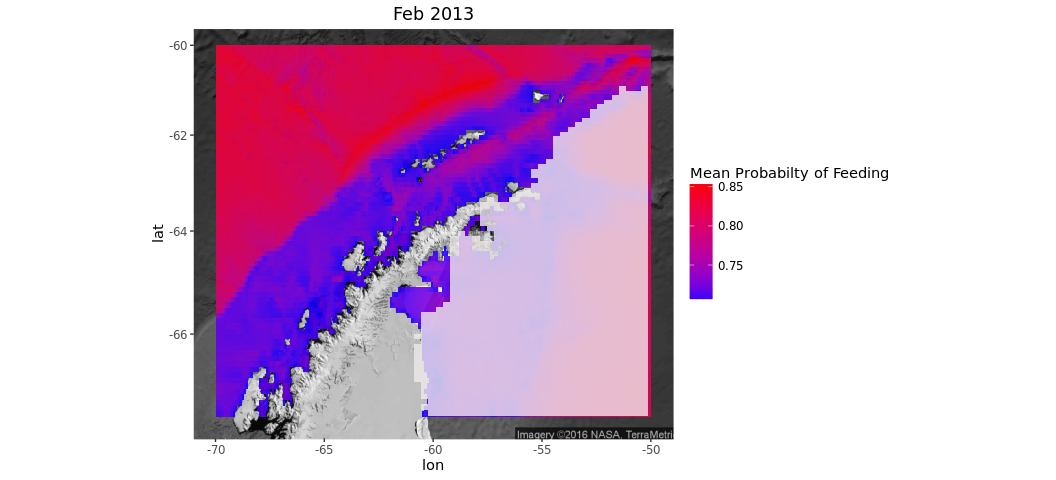 Feb 2013
-60
-62
-64
-66
lat
-70
-65
-60
-55
-50
lon
Imagery ©2016 NASA, TerraMetri
Mean Probabilty of Feeding
0.85
0.80
0.75